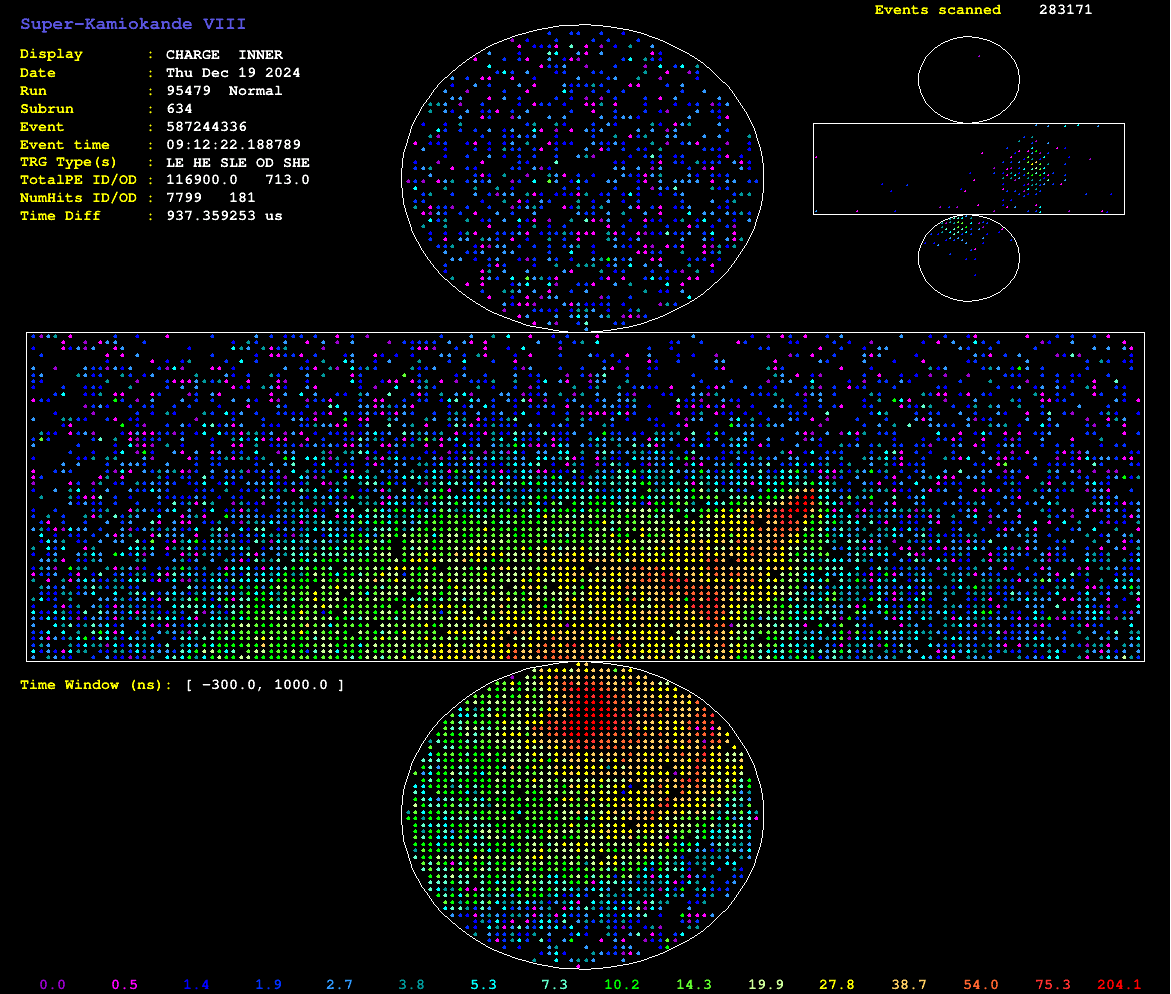 Super-Kamiokande VIII
Events scanned 283171
Display : CHARGE INNER
Date : Thu Dec 19 2024
Run : 95479 Normal
Subrun : 634
Event : 587244336
Event time : 09:12:22.188789
TRG Type(s) : LE HE SLE OD SHE
TotalPE ID/OD : 116900.0 713.0
NumHits ID/OD : 7799 181
Time Diff : 937.359253 us
Time Window (ns): [ −300.0, 1000.0 ]
0.0 0.5 1.4 1.9 2.7 3.8 5.3 7.3 10.2 14.3 19.9 27.8 38.7 54.0 75.3 204.1